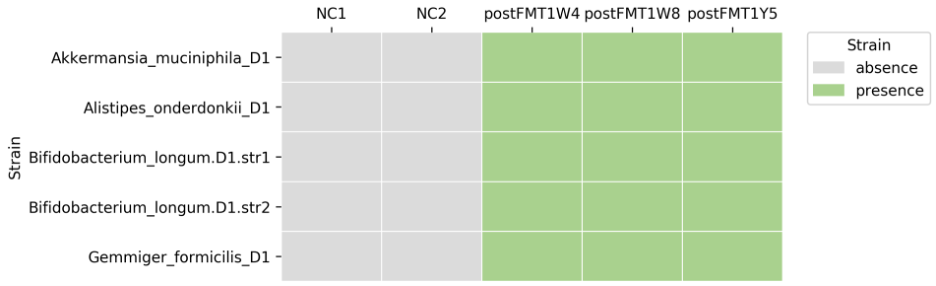 NC1 NC2 postFMT1W4 postFMT1W8 postFMT1Y5
Strain
Akkermansia_muciniphila_D1
Alistipes_onderdonkii_D1
Bifidobacterium_longum.D1.str1
Bifidobacterium_longum.D1.str2
Gemmiger_formicilis_D1
Strain
absence
presence